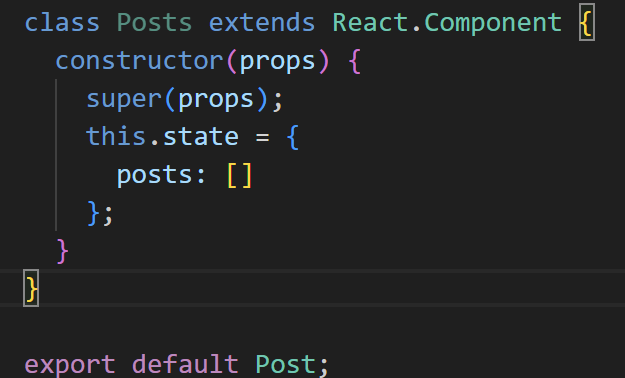 class Posts extends React.Component {
  constructor(props) {
    super(props);
    this.state = {
      posts: []
    };
  }
}
export default Post;